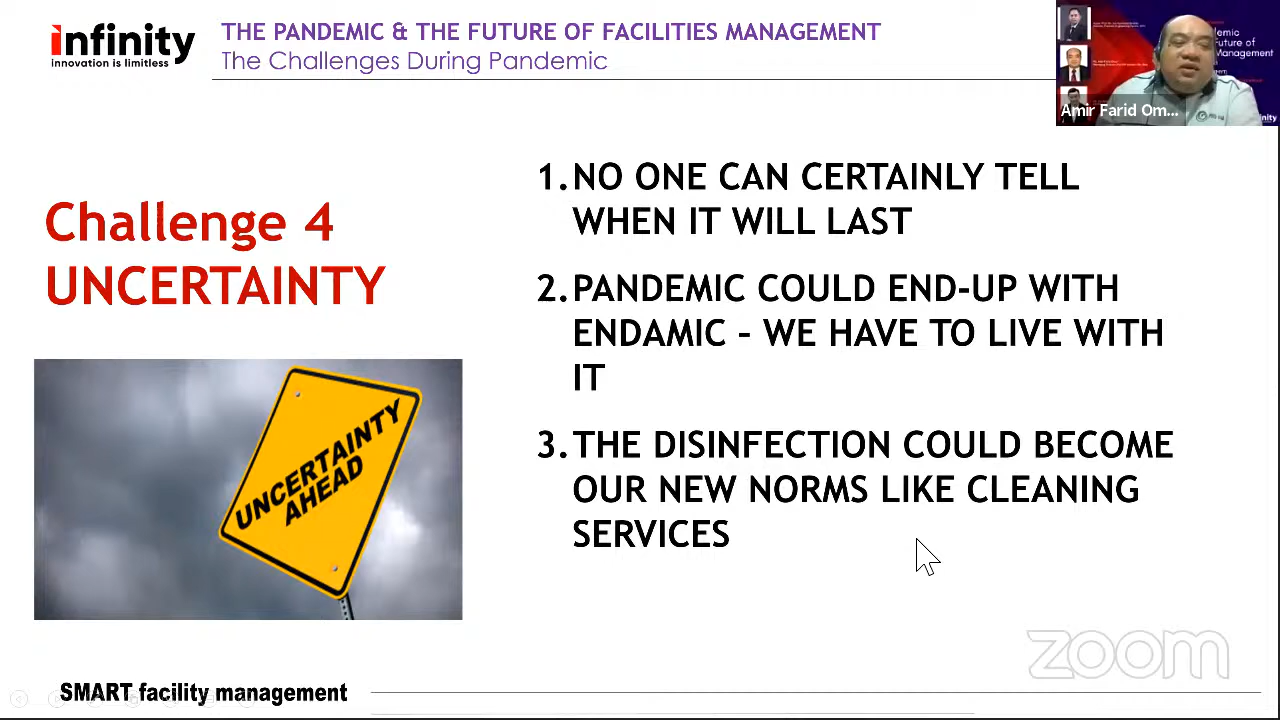 infinity
innovation is limitless
THE PANDEMIC & THE FUTURE OF FACILITIES MANAGEMENT
The Challenges During Pandemic
Amir Farid Om...
Challenge 4
UNCERTAINTY
UNCERTAINTY
AHEAD
1. NO ONE CAN CERTAINLY TELL
WHEN IT WILL LAST
2. PANDEMIC COULD END-UP WITH
ENDAMIC – WE HAVE TO LIVE WITH
IT
3. THE DISINFECTION COULD BECOME
OUR NEW NORMS LIKE CLEANING
SERVICES
zoom
SMART facility management